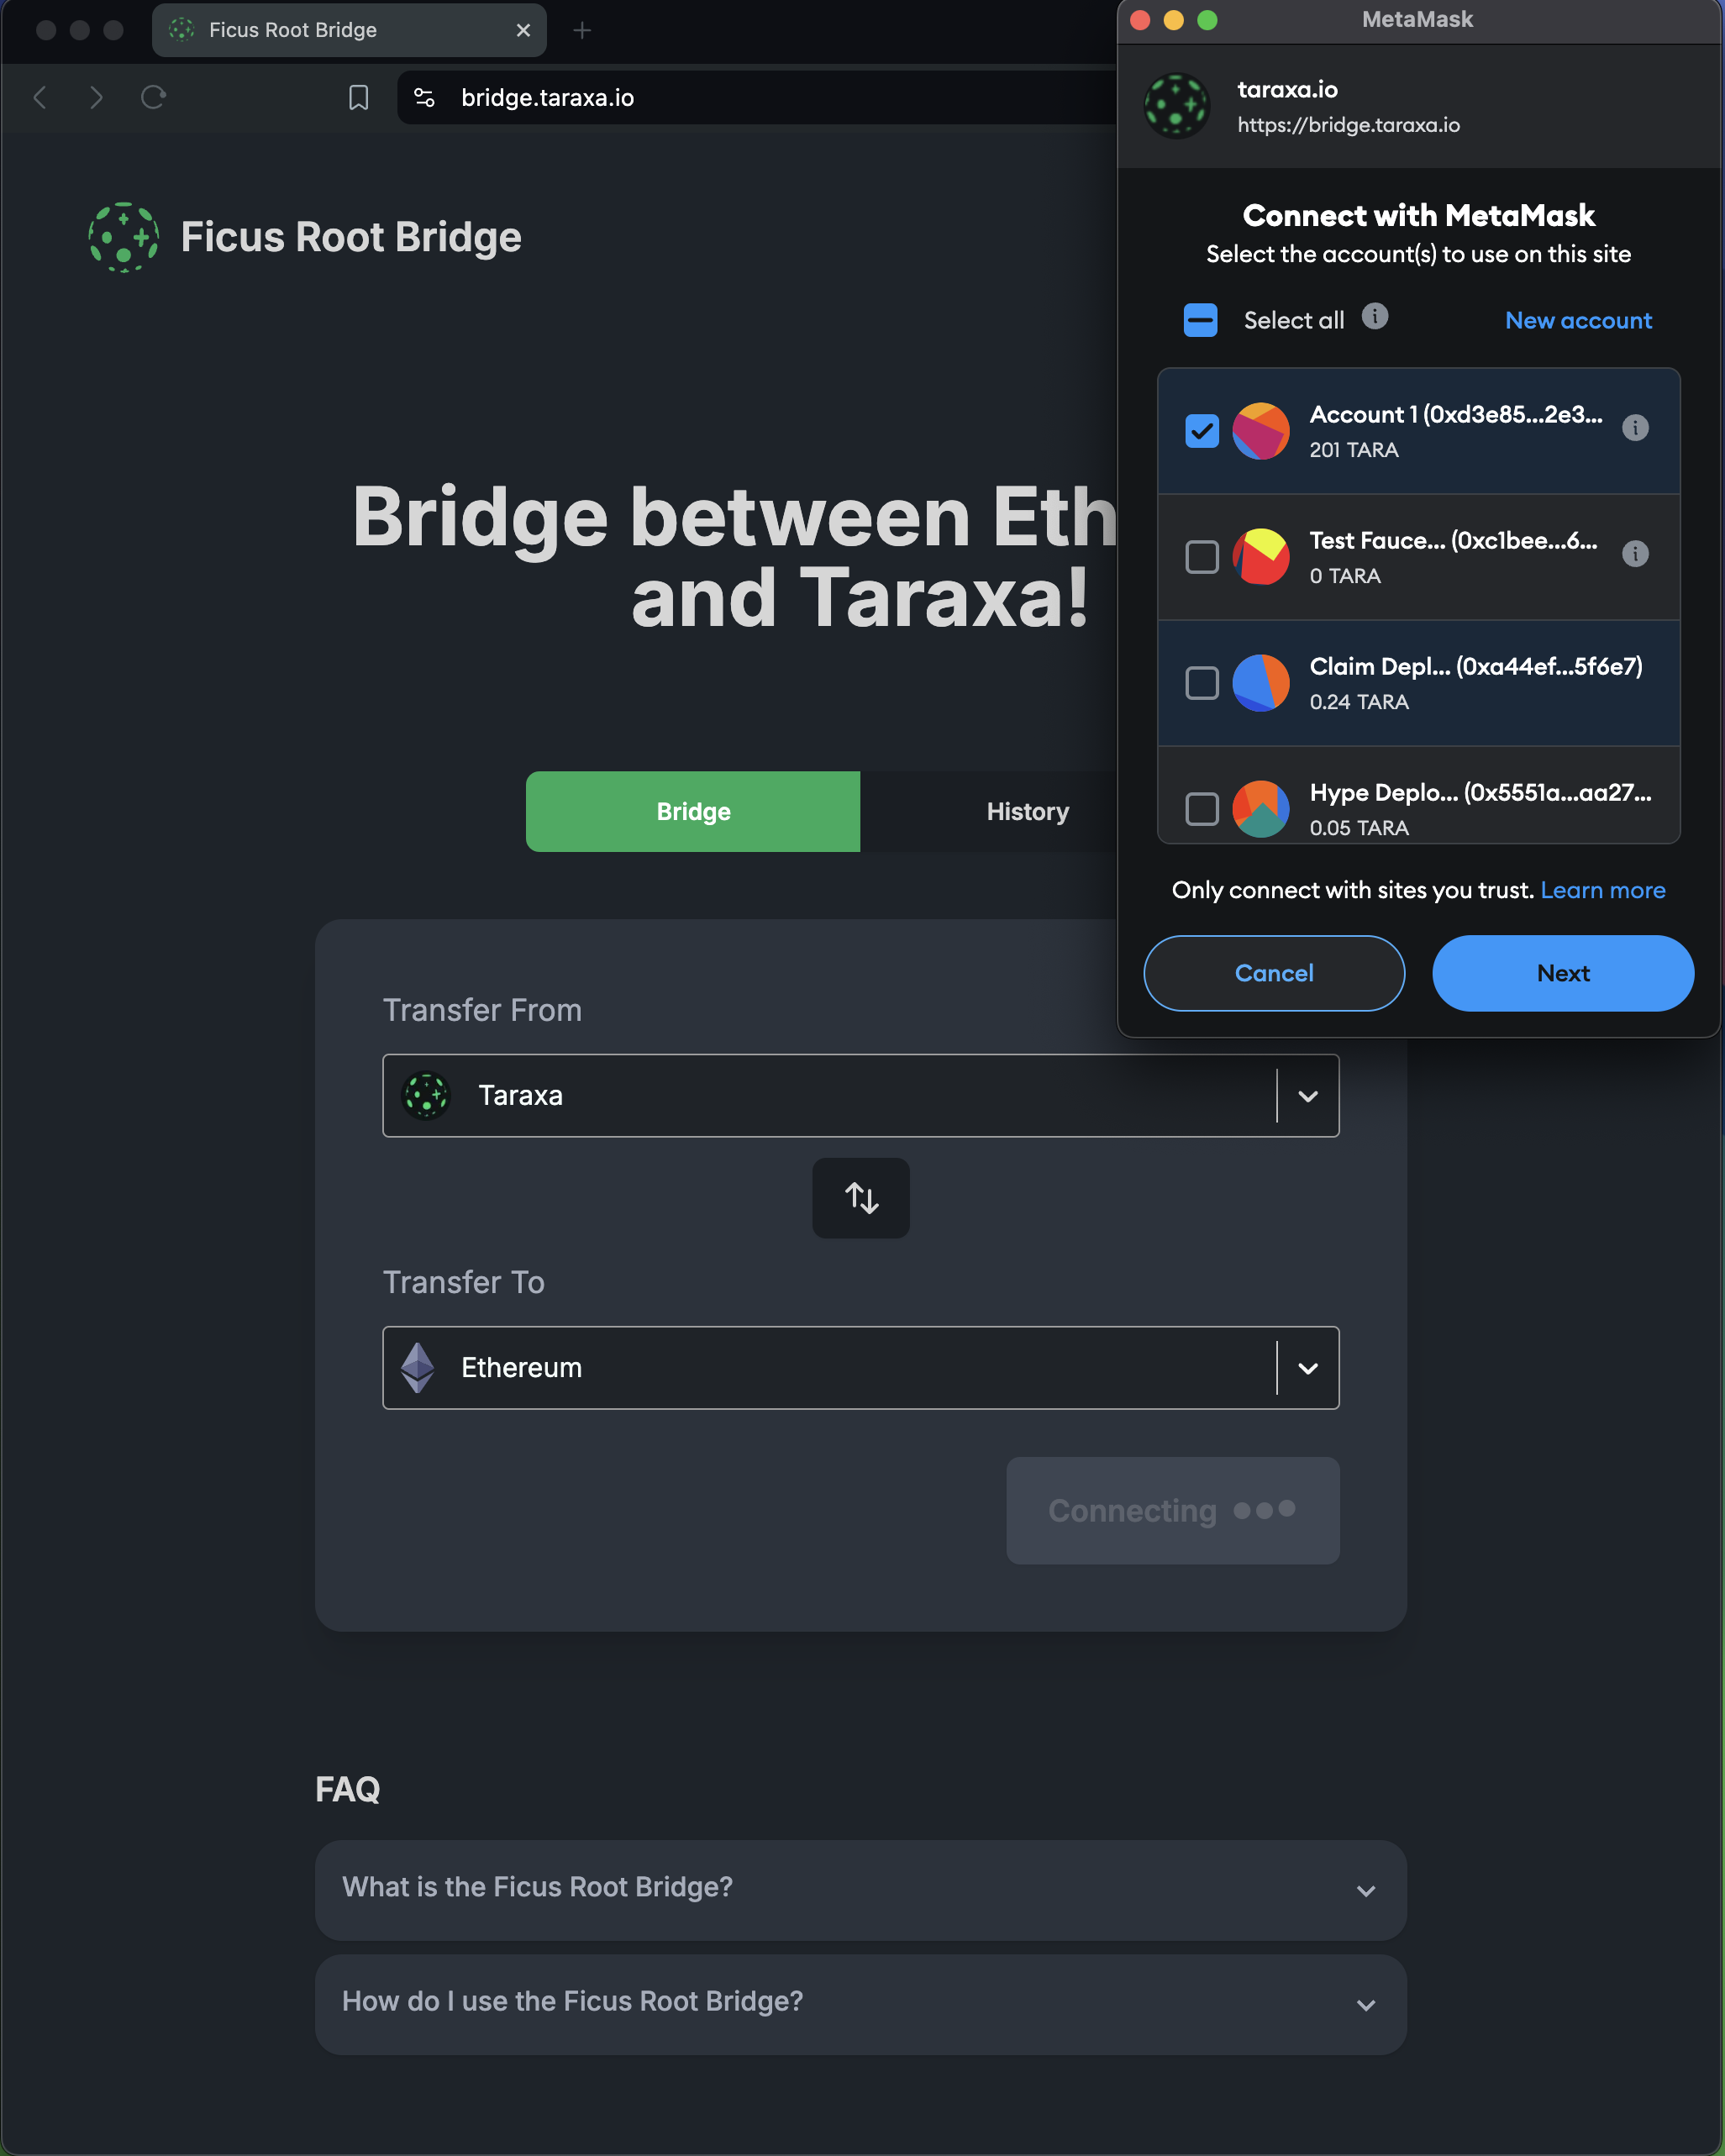 Ficus Root Bridge
bridge.taraxa.io
MetaMask
taraxa.io
https://bridge.taraxa.io
Connect with MetaMask
Select the account(s) to use on this site
Select all
New account
Account 1 (0xd3e85...2e3...
201 TARA
Test Fauce... (0xc1bee...6...
0 TARA
Claim Depl... (0xa44ef...5f6e7)
0.24 TARA
Hype Deplo... (0x5551a...aa27...
0.05 TARA
Only connect with sites you trust. Learn more
Cancel
Next
Ficus Root Bridge
Bridge between Eth
and Taraxa!
Bridge
History
Transfer From
Taraxa
Transfer To
Ethereum
Connecting
FAQ
What is the Ficus Root Bridge?
How do I use the Ficus Root Bridge?